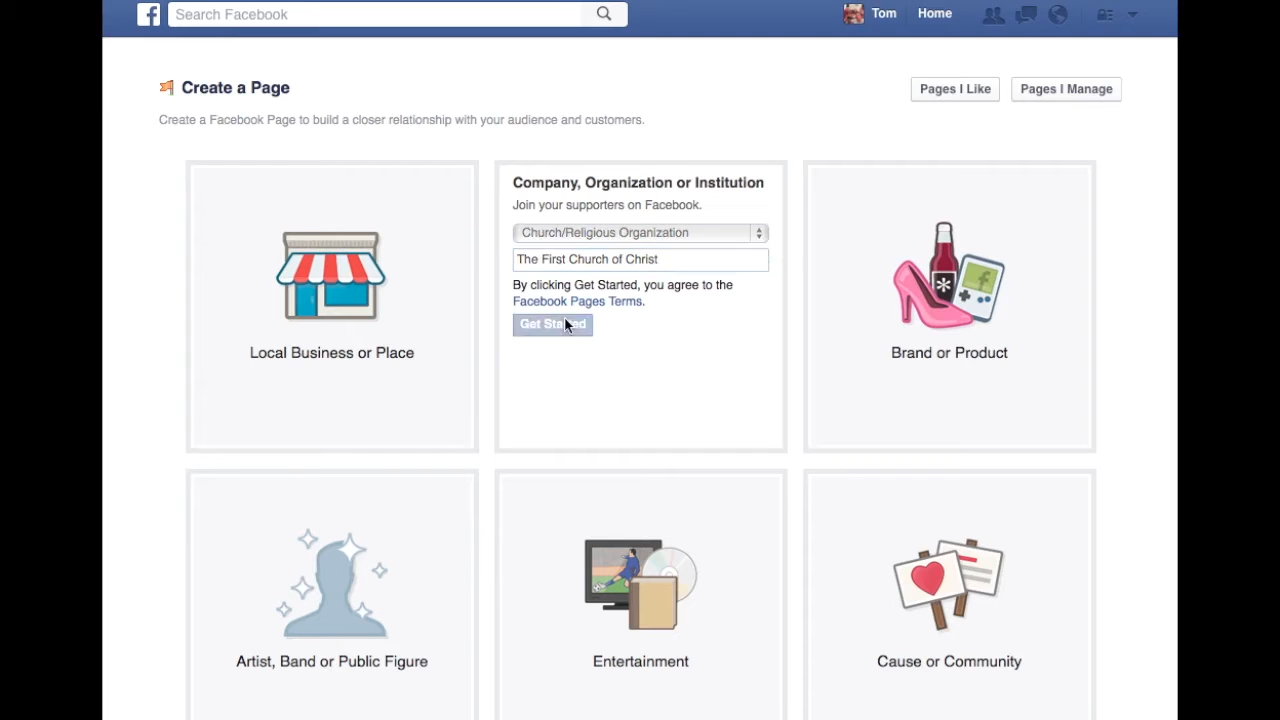 Search Facebook
Tom
Home
Create a Page
Pages I Like
Pages I Manage
Create a Facebook Page to build a closer relationship with your audience and customers.
Local Business or Place
Company, Organization or Institution
Join your supporters on Facebook.
Church/Religious Organization
The First Church of Christ
By clicking Get Started, you agree to the
Facebook Pages Terms.
Get Started
Brand or Product
Artist, Band or Public Figure
Entertainment
Cause or Community